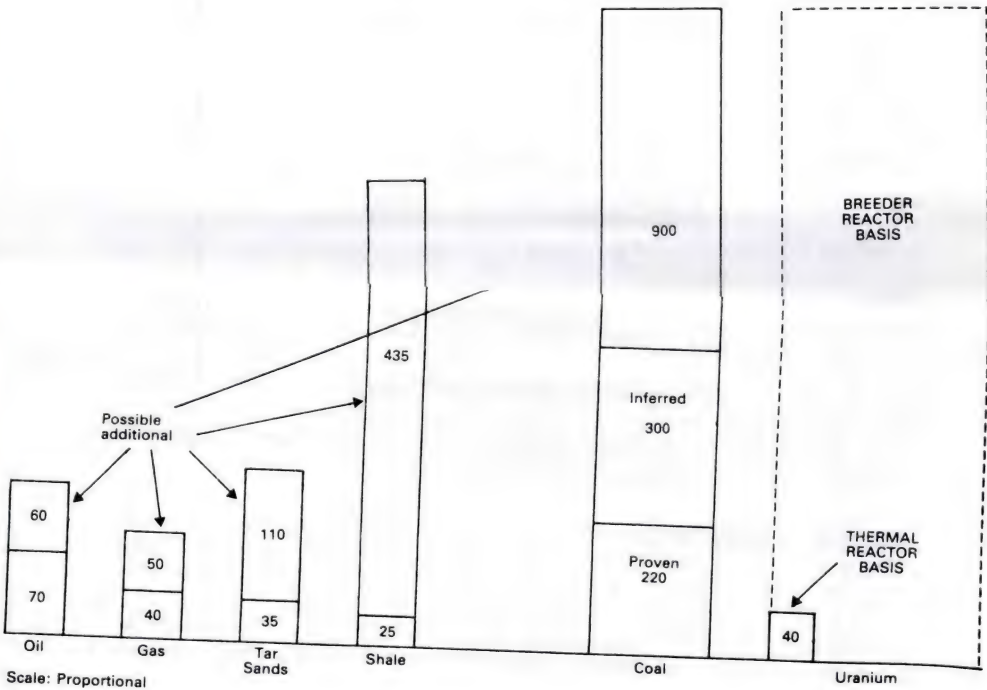 BREEDER
REACTOR
BASIS
900
435
Inferred
300
Possible
additional
60
50
110
THERMAL
REACTOR
BASIS
Proven
220
70
40
35
25
40
Oil
Gas
Tar
Sands
Shale
Coal
Uranium
Scale: Proportional